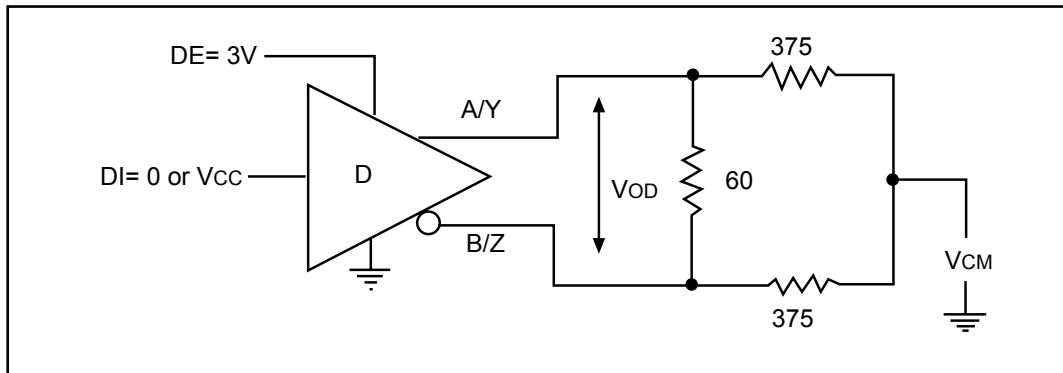 375
DE= 3V
A/Y
DI= 0 or VCC
D
VOD
60
B/Z
VCM
375